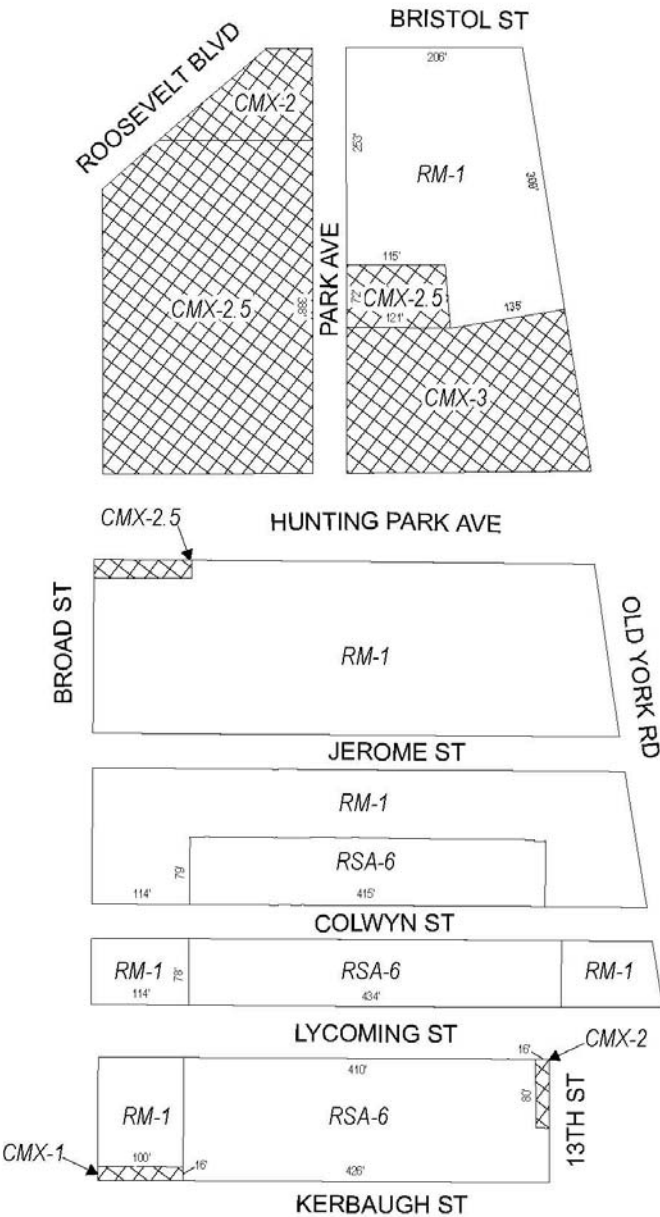 BRISTOL ST
ROOSEVELT BLVD
206'
CMX-2
253'
RM-1
308'
PARK AVE
115'
CMX-2.5
388'
72'
CMX-2.5
121'
135'
CMX-3
CMX-2.5
HUNTING PARK AVE
BROAD ST
RM-1
OLD YORK RD
JEROME ST
RM-1
RSA-6
79'
114'
415'
COLWYN ST
RM-1
78'
RSA-6
RM-1
114'
434'
LYCOMING ST
16'
CMX-2
410'
80'
RM-1
RSA-6
13TH ST
CMX-1
100'
16'
426'
KERBAUGH ST